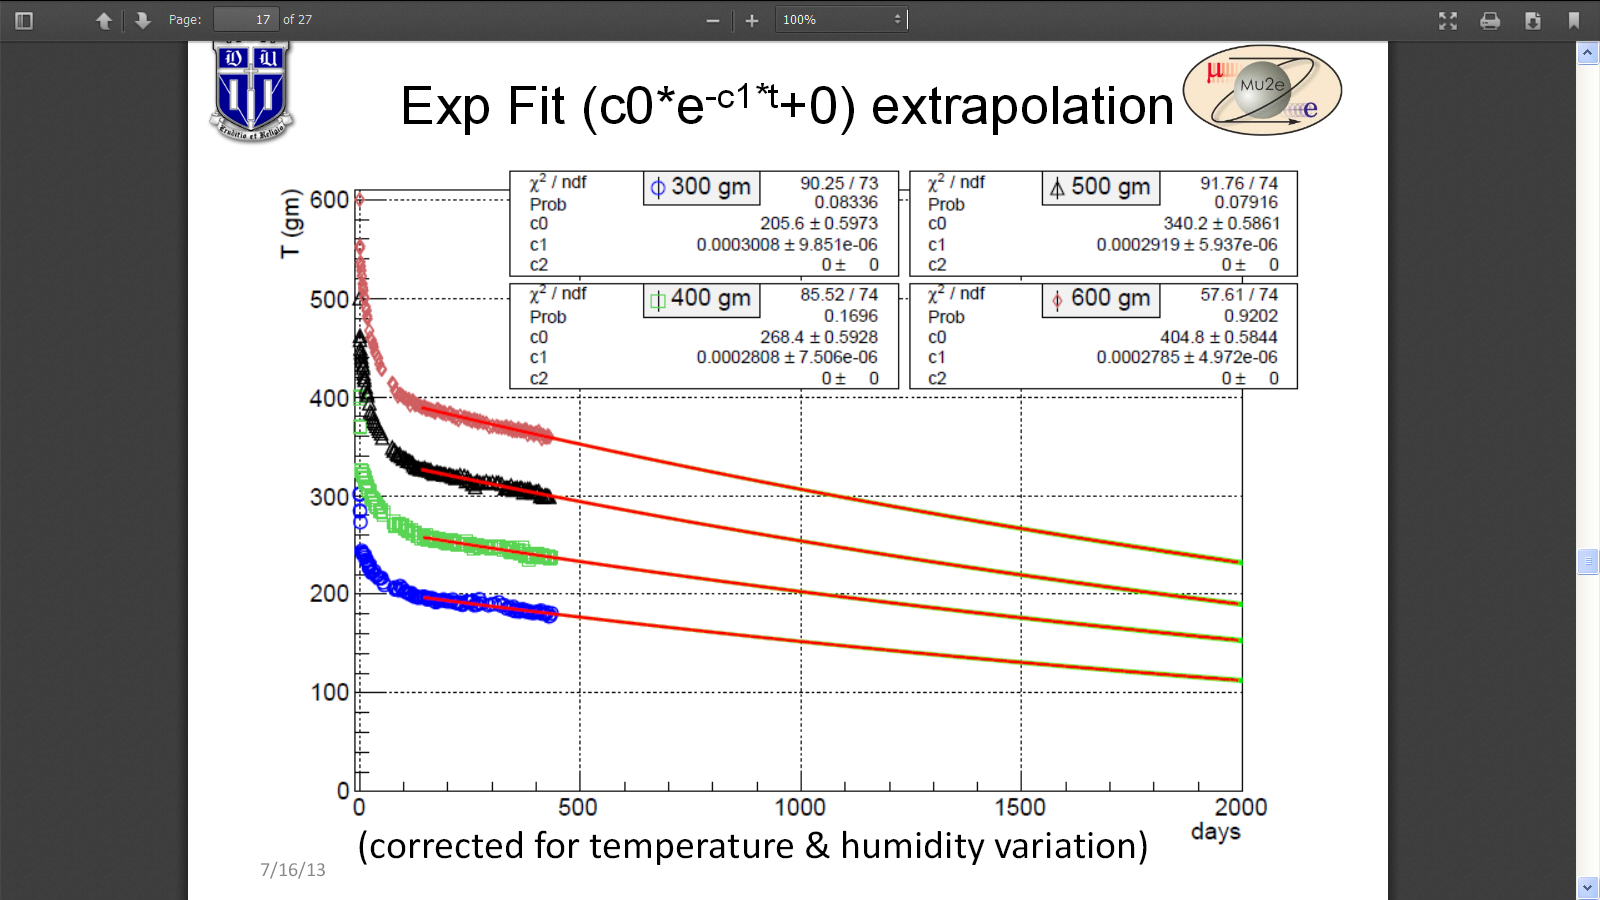 Page: 17 of 27
100%
D U
Eruditio et Religio
Exp Fit (c0*e-c1*t+0) extrapolation
μ Mu2e e
T (gm)
χ2 / ndf 300 gm 90.25 / 73
Prob 0.08336
c0 205.6 ± 0.5973
c1 0.0003008 ± 9.851e-06
c2 0 ± 0
χ2 / ndf 500 gm 91.76 / 74
Prob 0.07916
c0 340.2 ± 0.5861
c1 0.0002919 ± 5.937e-06
c2 0 ± 0
χ2 / ndf 400 gm 85.52 / 74
Prob 0.1696
c0 268.4 ± 0.5928
c1 0.0002808 ± 7.506e-06
c2 0 ± 0
χ2 / ndf 600 gm 57.61 / 74
Prob 0.9202
c0 404.8 ± 0.5844
c1 0.0002785 ± 4.972e-06
c2 0 ± 0
600
500
400
300
200
100
0
0 500 1000 1500 2000
days
(corrected for temperature & humidity variation)
7/16/13